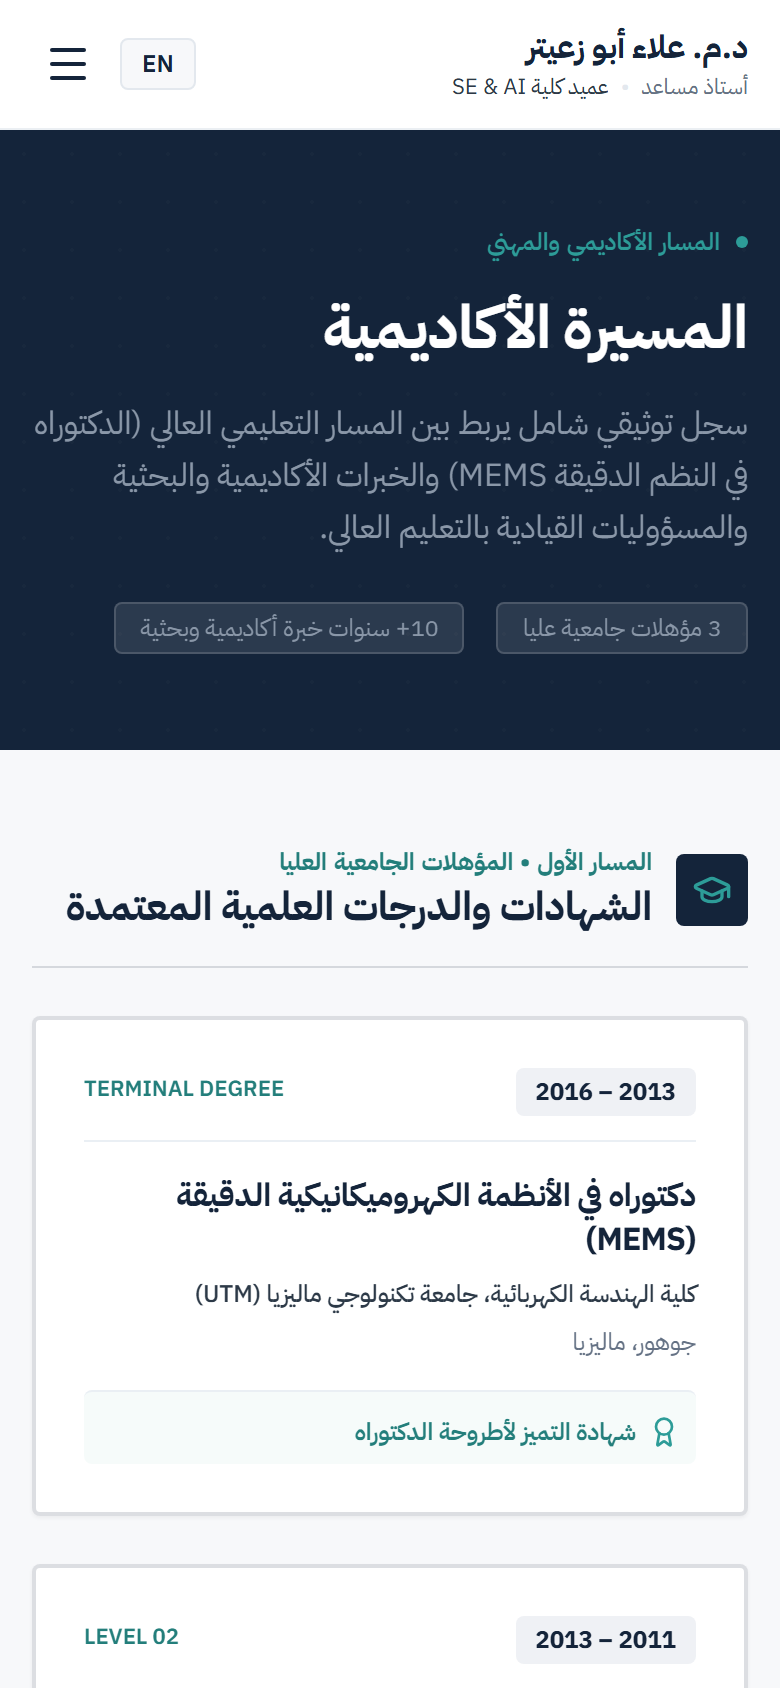 د.م. علاء أبو زعيتر
أستاذ مساعد • عميد كلية SE & AI
EN
المسار الأكاديمي والمهني
المسيرة الأكاديمية
سجل توثيقي شامل يربط بين المسار التعليمي العالي (الدكتوراه
في النظم الدقيقة MEMS) والخبرات الأكاديمية والبحثية
والمسؤوليات القيادية بالتعليم العالي.
3 مؤهلات جامعية عليا
10+ سنوات خبرة أكاديمية وبحثية
المسار الأول • المؤهلات الجامعية العليا
الشهادات والدرجات العلمية المعتمدة
2013 – 2016
TERMINAL DEGREE
دكتوراه في الأنظمة الكهروميكانيكية الدقيقة
(MEMS)
كلية الهندسة الكهربائية، جامعة تكنولوجي ماليزيا (UTM)
جوهور، ماليزيا
شهادة التميز لأطروحة الدكتوراه
2011 – 2013
LEVEL 02